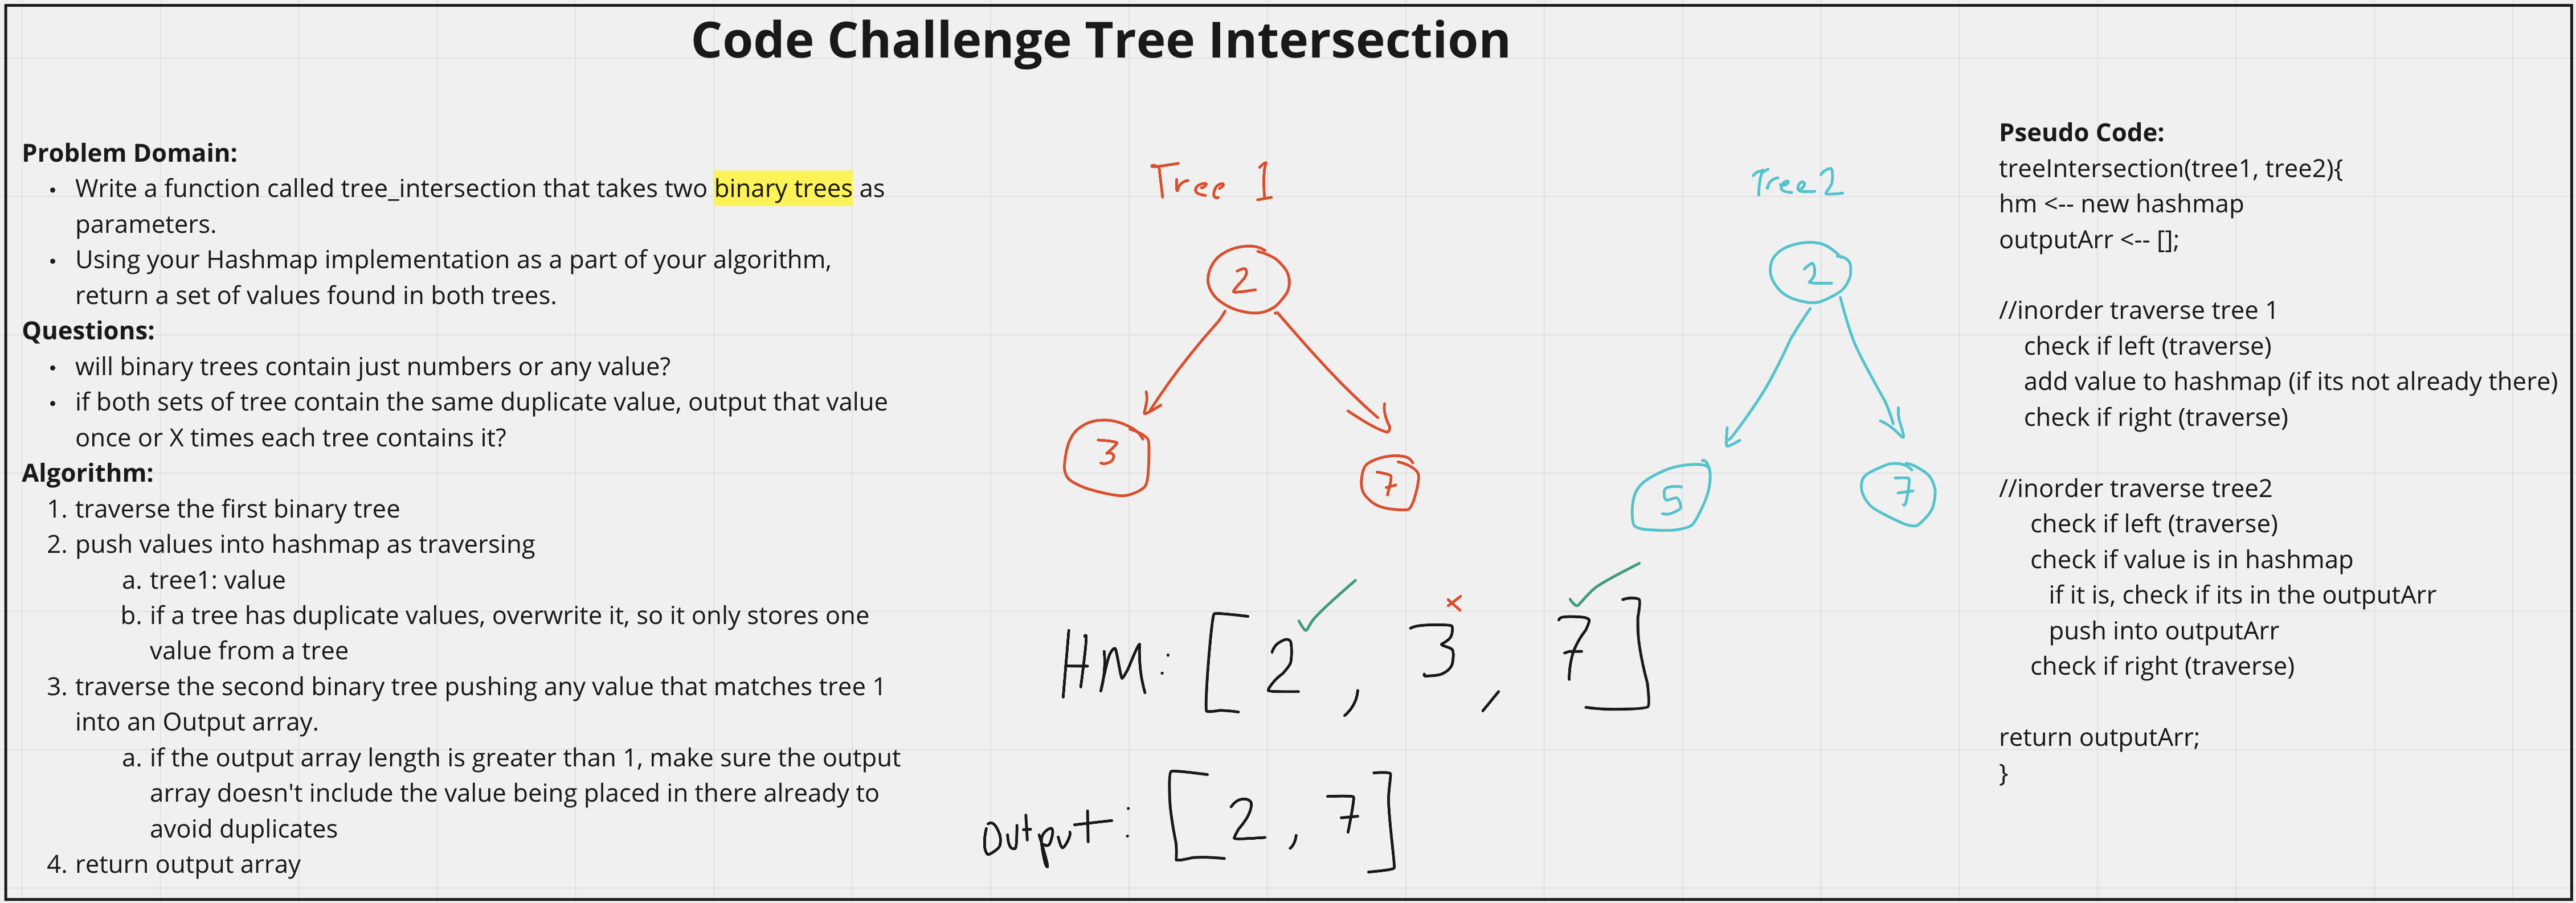 Code Challenge Tree Intersection
Problem Domain:
• Write a function called tree_intersection that takes two binary trees as
parameters.
• Using your Hashmap implementation as a part of your algorithm,
return a set of values found in both trees.
Questions:
• will binary trees contain just numbers or any value?
• if both sets of tree contain the same duplicate value, output that value
once or X times each tree contains it?
Algorithm:
1. traverse the first binary tree
2. push values into hashmap as traversing
a. tree1: value
b. if a tree has duplicate values, overwrite it, so it only stores one
value from a tree
3. traverse the second binary tree pushing any value that matches tree 1
into an Output array.
a. if the output array length is greater than 1, make sure the output
array doesn't include the value being placed in there already to
avoid duplicates
4. return output array
Tree 1
2
3
7
Tree2
2
5
7
HM: [ 2 , 3 , 7 ]
Output: [ 2 , 7 ]
Pseudo Code:
treeIntersection(tree1, tree2){
hm <-- new hashmap
outputArr <-- [];
//inorder traverse tree 1
check if left (traverse)
add value to hashmap (if its not already there)
check if right (traverse)
//inorder traverse tree2
check if left (traverse)
check if value is in hashmap
if it is, check if its in the outputArr
push into outputArr
check if right (traverse)
return outputArr;
}